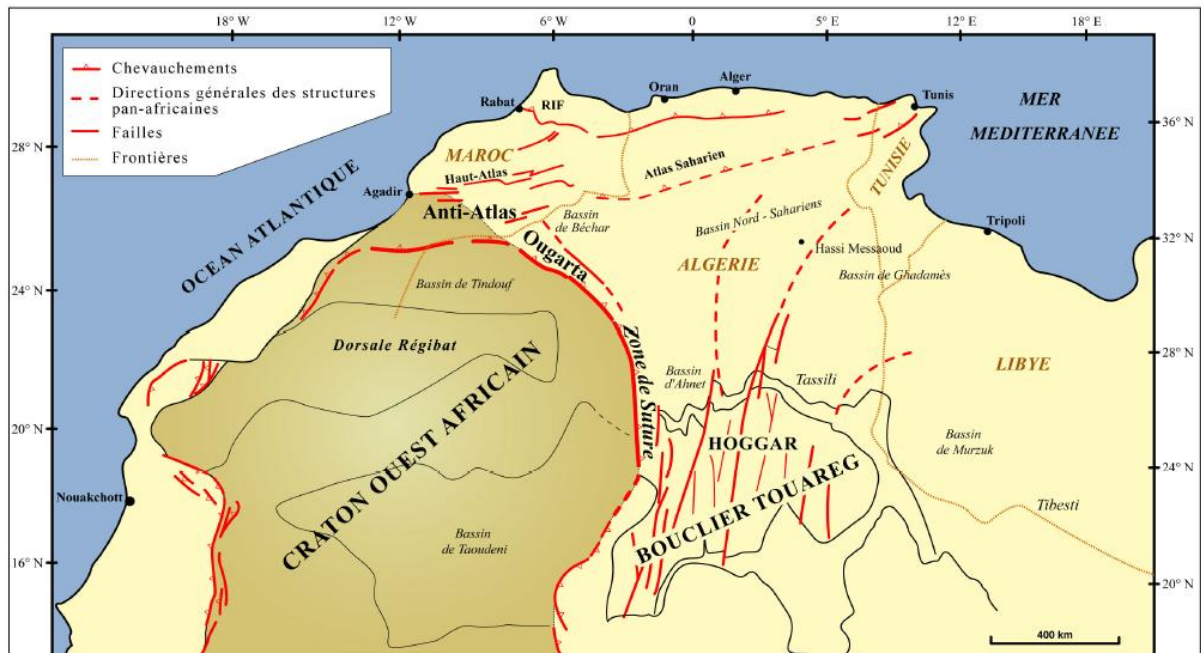 18° W
12° W
6° W
0
5° E
12° E
18° E
Chevauchements
Directions générales des structures
pan-africaines
Failles
Frontières
28° N
24° N
20° N
16° N
36° N
32° N
28° N
24° N
20° N
OCEAN ATLANTIQUE
MER
MEDITERRANEE
Rabat
RIF
Oran
Alger
Tunis
MAROC
Haut-Atlas
Atlas Saharien
TUNISIE
Agadir
Anti-Atlas
Bassin
de Béchar
Bassin Nord - Sahariens
Tripoli
Ougarta
Hassi Messaoud
ALGERIE
Bassin de Ghadamès
Bassin de Tindouf
Dorsale Régibat
Zone de Suture
LIBYE
Bassin
d'Ahnet
Tassili
CRATON OUEST AFRICAIN
HOGGAR
Bassin
de Murzuk
BOUCLIER TOUAREG
Tibesti
Nouakchott
Bassin
de Taoudeni
400 km